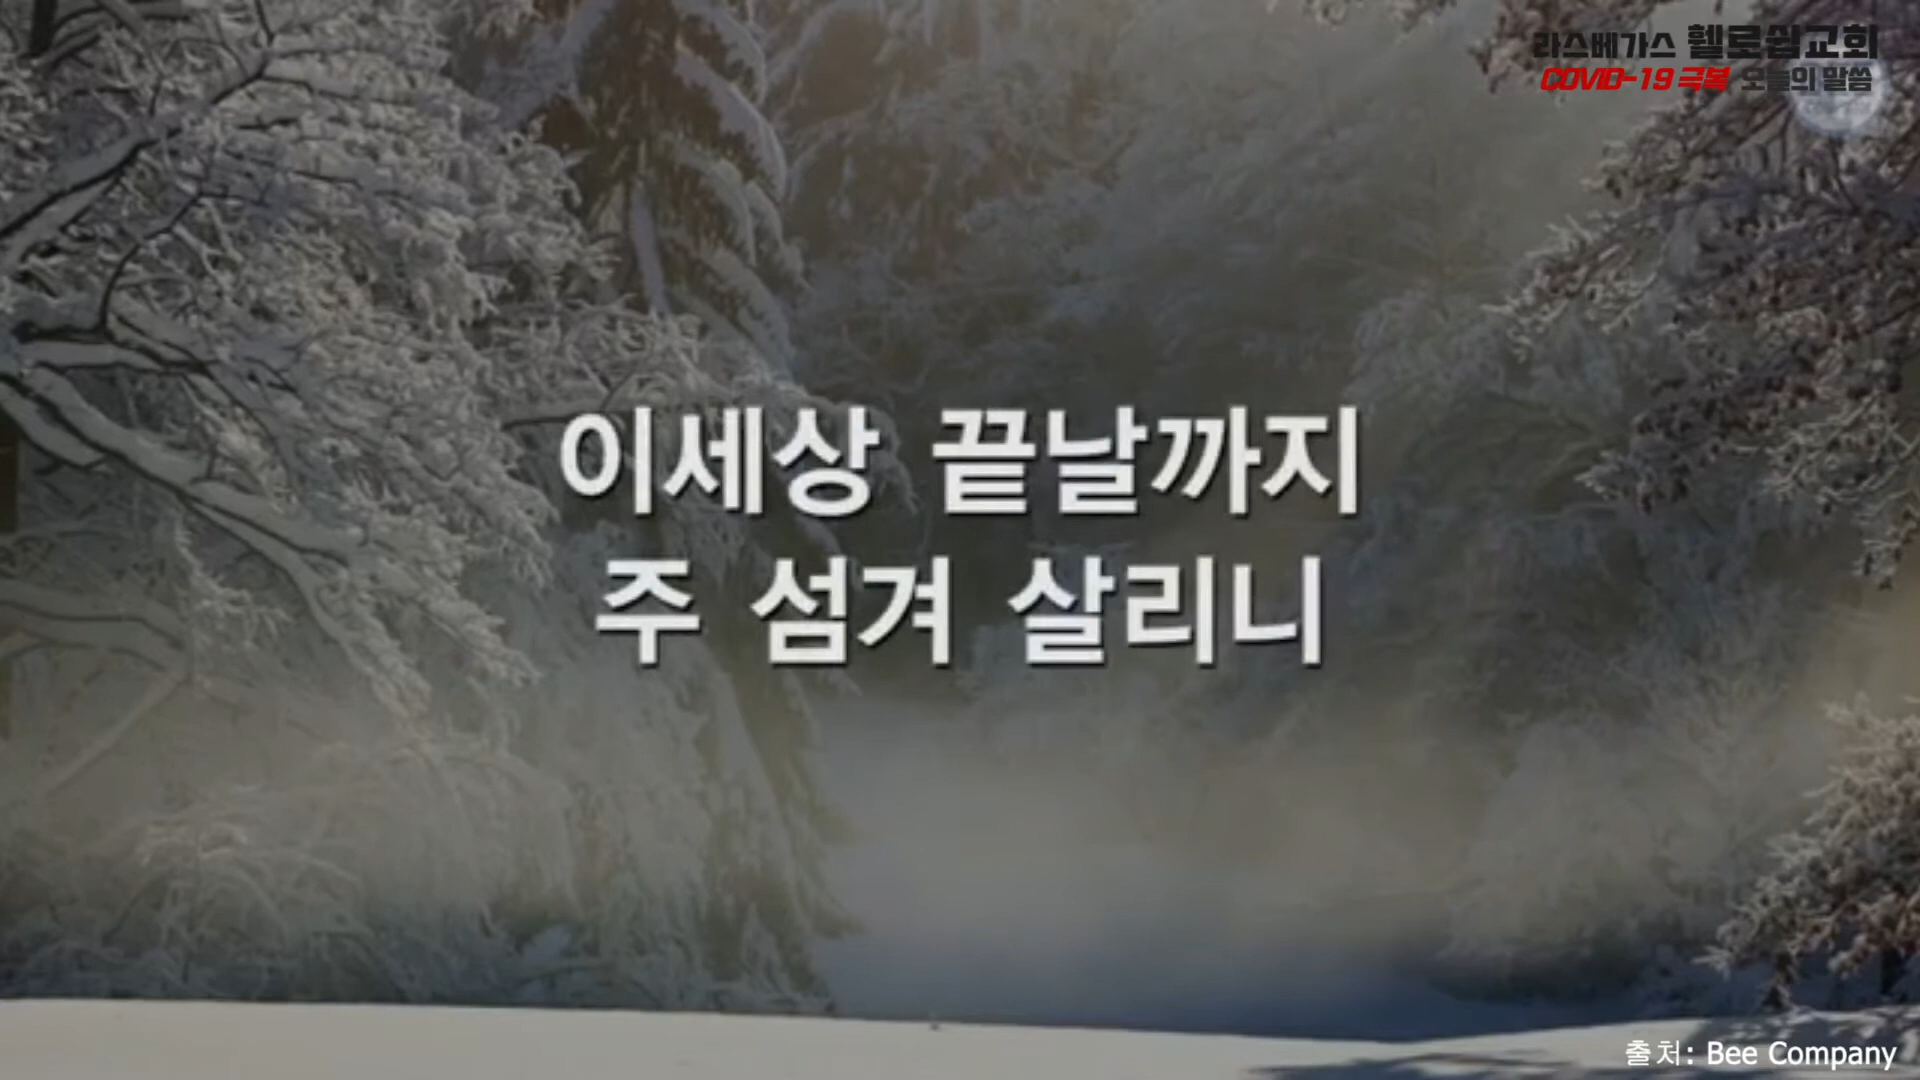 라스베가스 헬로쉽교회
COVID-19 극복 오늘의 말씀
이세상 끝날까지
주 섬겨 살리니
출처: Bee Company